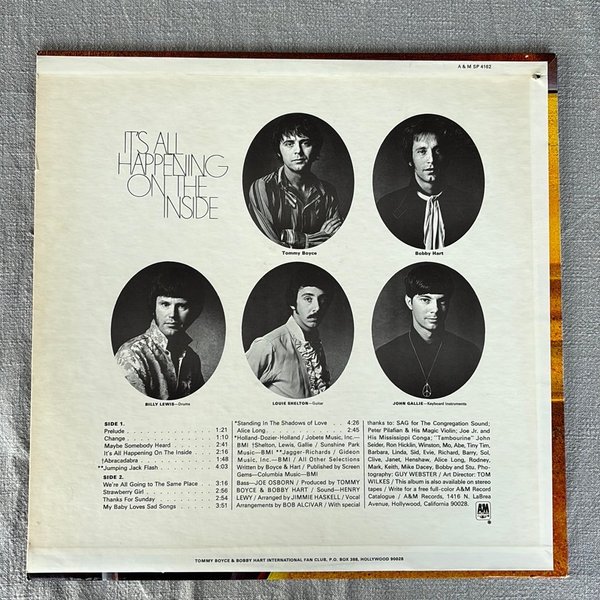 A & M SP 4162
IT'S ALL
HAPPENING
ON THE
INSIDE
Tommy Boyce
Bobby Hart
BILLY LEWIS—Drums
LOUIE SHELTON—Guitar
JOHN GALLIE—Keyboard Instruments
SIDE 1.
Prelude . . . 1:21
Change . . . 1:10
Maybe Somebody Heard . . . 2:41
It's All Happening On The Inside . . . 2:16
†Abracadabra . . . 1:48
**Jumping Jack Flash . . . 4:03
SIDE 2.
We're All Going To The Same Place . . 3:16
Strawberry Girl . . . 2:56
Thanks For Sunday . . . 2:54
My Baby Loves Sad Songs . . . 3:51
*Standing In The Shadows of Love . . 4:26
Alice Long . . . 2:45
*Holland-Dozier-Holland / Jobete Music, Inc.—
BMI †Shelton, Lewis, Gallie / Sunshine Park
Music—BMI **Jagger-Richards / Gideon
Music, Inc.—BMI / All Other Selections
Written by Boyce & Hart / Published by Screen
Gems—Columbia Music—BMI
Bass—JOE OSBORN / Produced by TOMMY
BOYCE & BOBBY HART / Sound—HENRY
LEWY / Arranged by JIMMIE HASKELL / Vocal
Arrangements by BOB ALCIVAR / With special
thanks to: SAG for The Congregation Sound;
Peter Pilafian & His Magic Violin; Joe Jr. and
His Mississippi Conga; "Tambourine" John
Seider, Ron Hicklin, Winston, Mo, Abe, Tiny Tim,
Barbara, Linda, Sid, Evie, Richard, Barry, Sol,
Clive, Janet, Henshaw, Alice Long, Rodney,
Mark, Keith, Mike Dacey, Bobby and Stu. Pho-
tography: GUY WEBSTER / Art Director: TOM
WILKES / This album is also available on stereo
tapes / Write for a free full-color A&M Record
Catalogue / A&M Records, 1416 N. LaBrea
Avenue, Hollywood, California 90028.
A&M
RECORDS
TOMMY BOYCE & BOBBY HART INTERNATIONAL FAN CLUB, P.O. BOX 388, HOLLYWOOD 90028